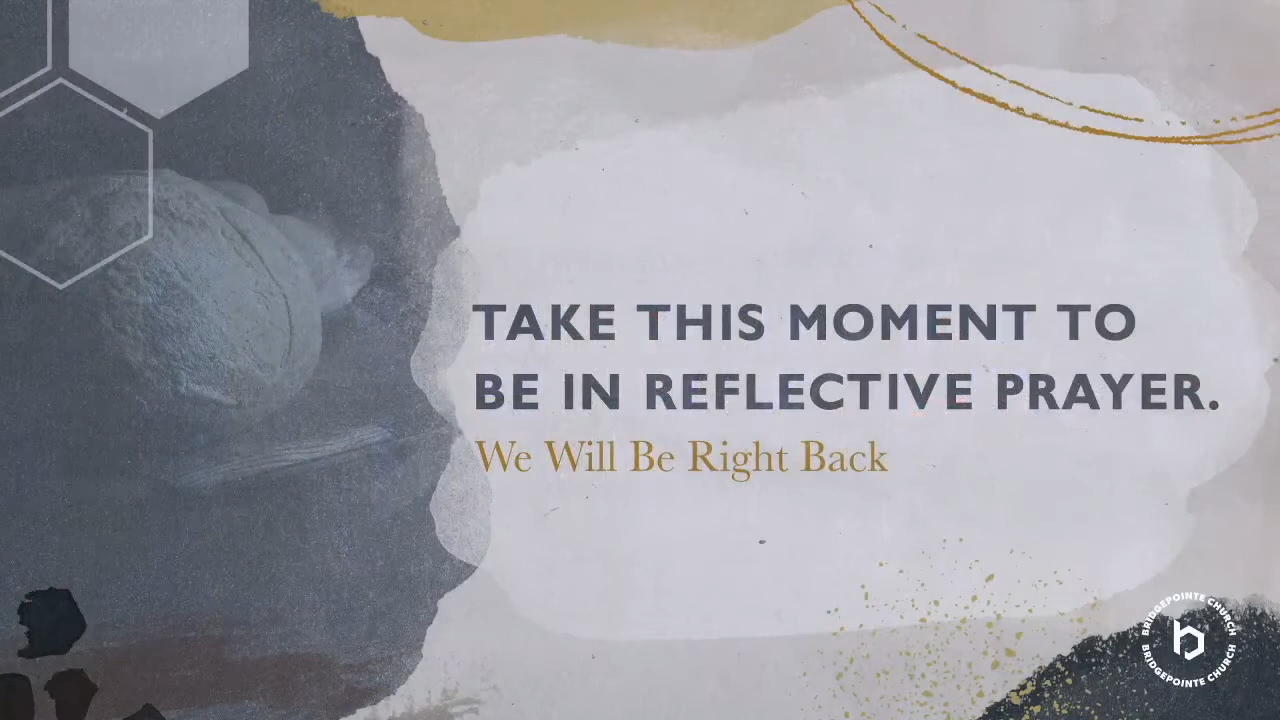 TAKE THIS MOMENT TO
BE IN REFLECTIVE PRAYER.
We Will Be Right Back
BRIDGEPOINTE CHURCH
b
BRIDGEPOINTE CHURCH